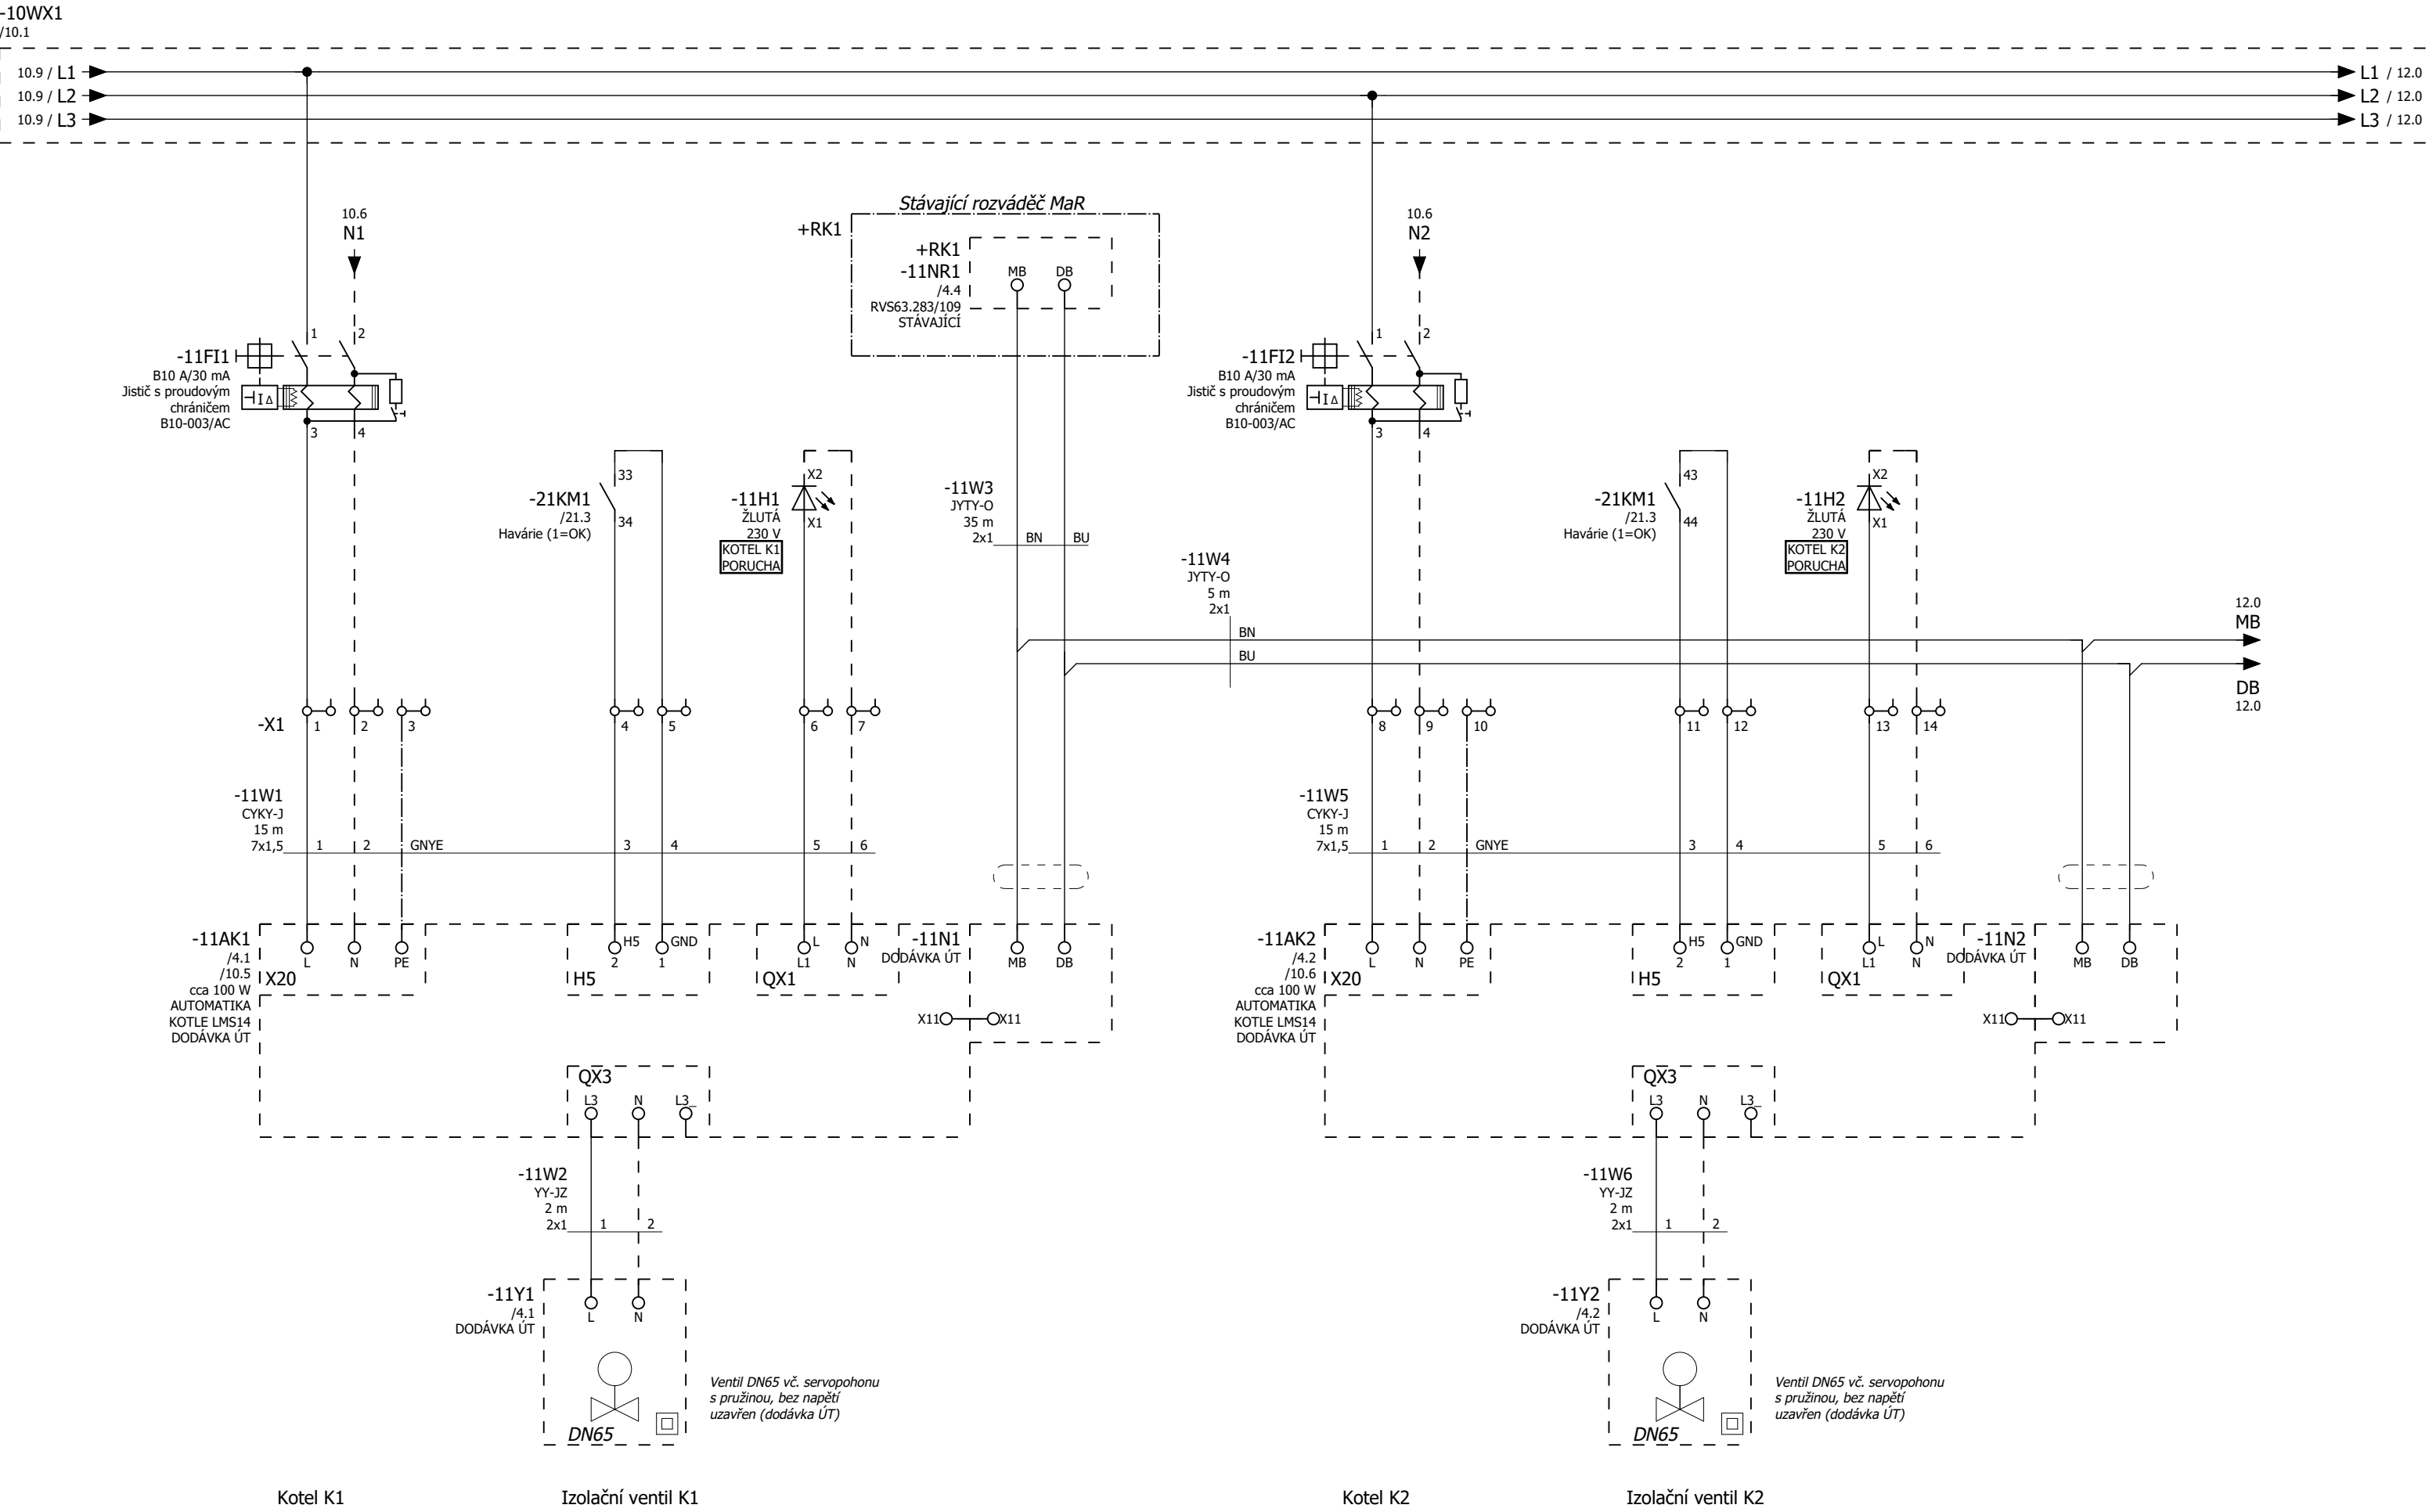 -10WX1
/10.1
10.9 / L1
L1 / 12.0
10.9 / L2
L2 / 12.0
10.9 / L3
L3 / 12.0
10.6
N1
1
2
-11FI1
B10 A/30 mA
Jistič s proudovým
chráničem
B10-003/AC
I Δ
3
4
Stávající rozváděč MaR
+RK1
+RK1
-11NR1
/4.4
RVS63.283/109
STÁVAJÍCÍ
MB
DB
10.6
N2
1
2
-11FI2
B10 A/30 mA
Jistič s proudovým
chráničem
B10-003/AC
I Δ
3
4
-21KM1
/21.3
Havárie (1=OK)
33
34
-11H1
ŽLUTÁ
230 V
KOTEL K1
PORUCHA
X2
X1
-11W3
JYTY-O
35 m
2x1
BN
BU
-11W4
JYTY-O
5 m
2x1
BN
BU
-21KM1
/21.3
Havárie (1=OK)
43
44
-11H2
ŽLUTÁ
230 V
KOTEL K2
PORUCHA
X2
X1
12.0
MB
DB
12.0
-X1
1
2
3
4
5
6
7
8
9
10
11
12
13
14
-11W1
CYKY-J
15 m
7x1,5
1
2
GNYE
3
4
5
6
-11W5
CYKY-J
15 m
7x1,5
1
2
GNYE
3
4
5
6
-11AK1
/4.1
/10.5
cca 100 W
AUTOMATIKA
KOTLE LMS14
DODÁVKA ÚT
L
N
PE
X20
H5
GND
2
1
H5
L
N
L1
N
QX1
-11N1
DODÁVKA ÚT
MB
DB
X11
X11
QX3
L3
N
L3_
-11AK2
/4.2
/10.6
cca 100 W
AUTOMATIKA
KOTLE LMS14
DODÁVKA ÚT
L
N
PE
X20
H5
GND
2
1
H5
L
N
L1
N
QX1
-11N2
DODÁVKA ÚT
MB
DB
X11
X11
QX3
L3
N
L3_
-11W2
YY-JZ
2 m
2x1
1
2
-11W6
YY-JZ
2 m
2x1
1
2
-11Y1
/4.1
DODÁVKA ÚT
L
N
DN65
Ventil DN65 vč. servopohonu
s pružinou, bez napětí
uzavřen (dodávka ÚT)
-11Y2
/4.2
DODÁVKA ÚT
L
N
DN65
Ventil DN65 vč. servopohonu
s pružinou, bez napětí
uzavřen (dodávka ÚT)
Kotel K1
Izolační ventil K1
Kotel K2
Izolační ventil K2